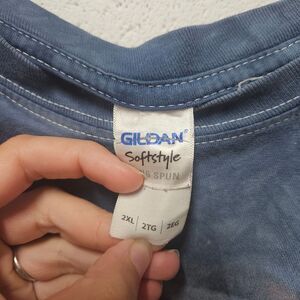 GILDAN
Softstyle
SPUN
2XL | 2TG | 2EG